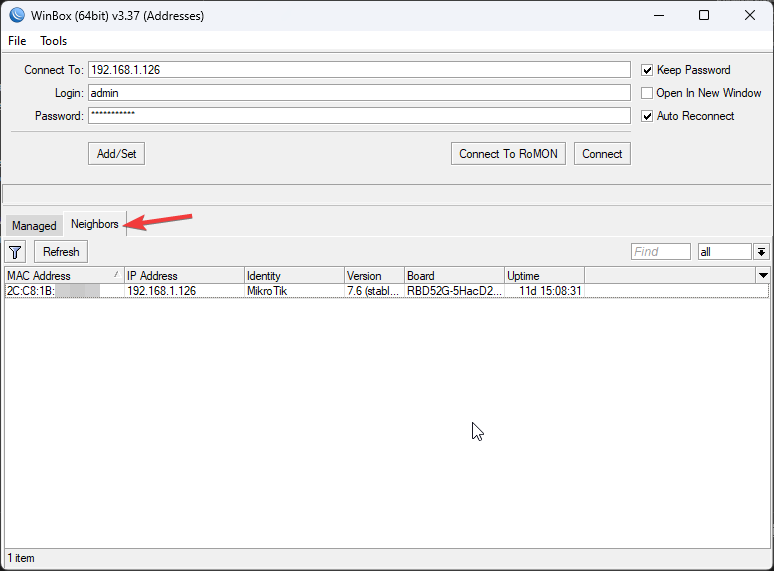 WinBox (64bit) v3.37 (Addresses)
File Tools
Connect To: 192.168.1.126 Keep Password
Login: admin Open In New Window
Password: *********** Auto Reconnect
Add/Set Connect To RoMON Connect
Managed Neighbors
Refresh Find all
MAC Address / IP Address Identity Version Board Uptime
2C:C8:1B: 192.168.1.126 MikroTik 7.6 (stabl... RBD52G-5HacD2... 11d 15:08:31
1 item